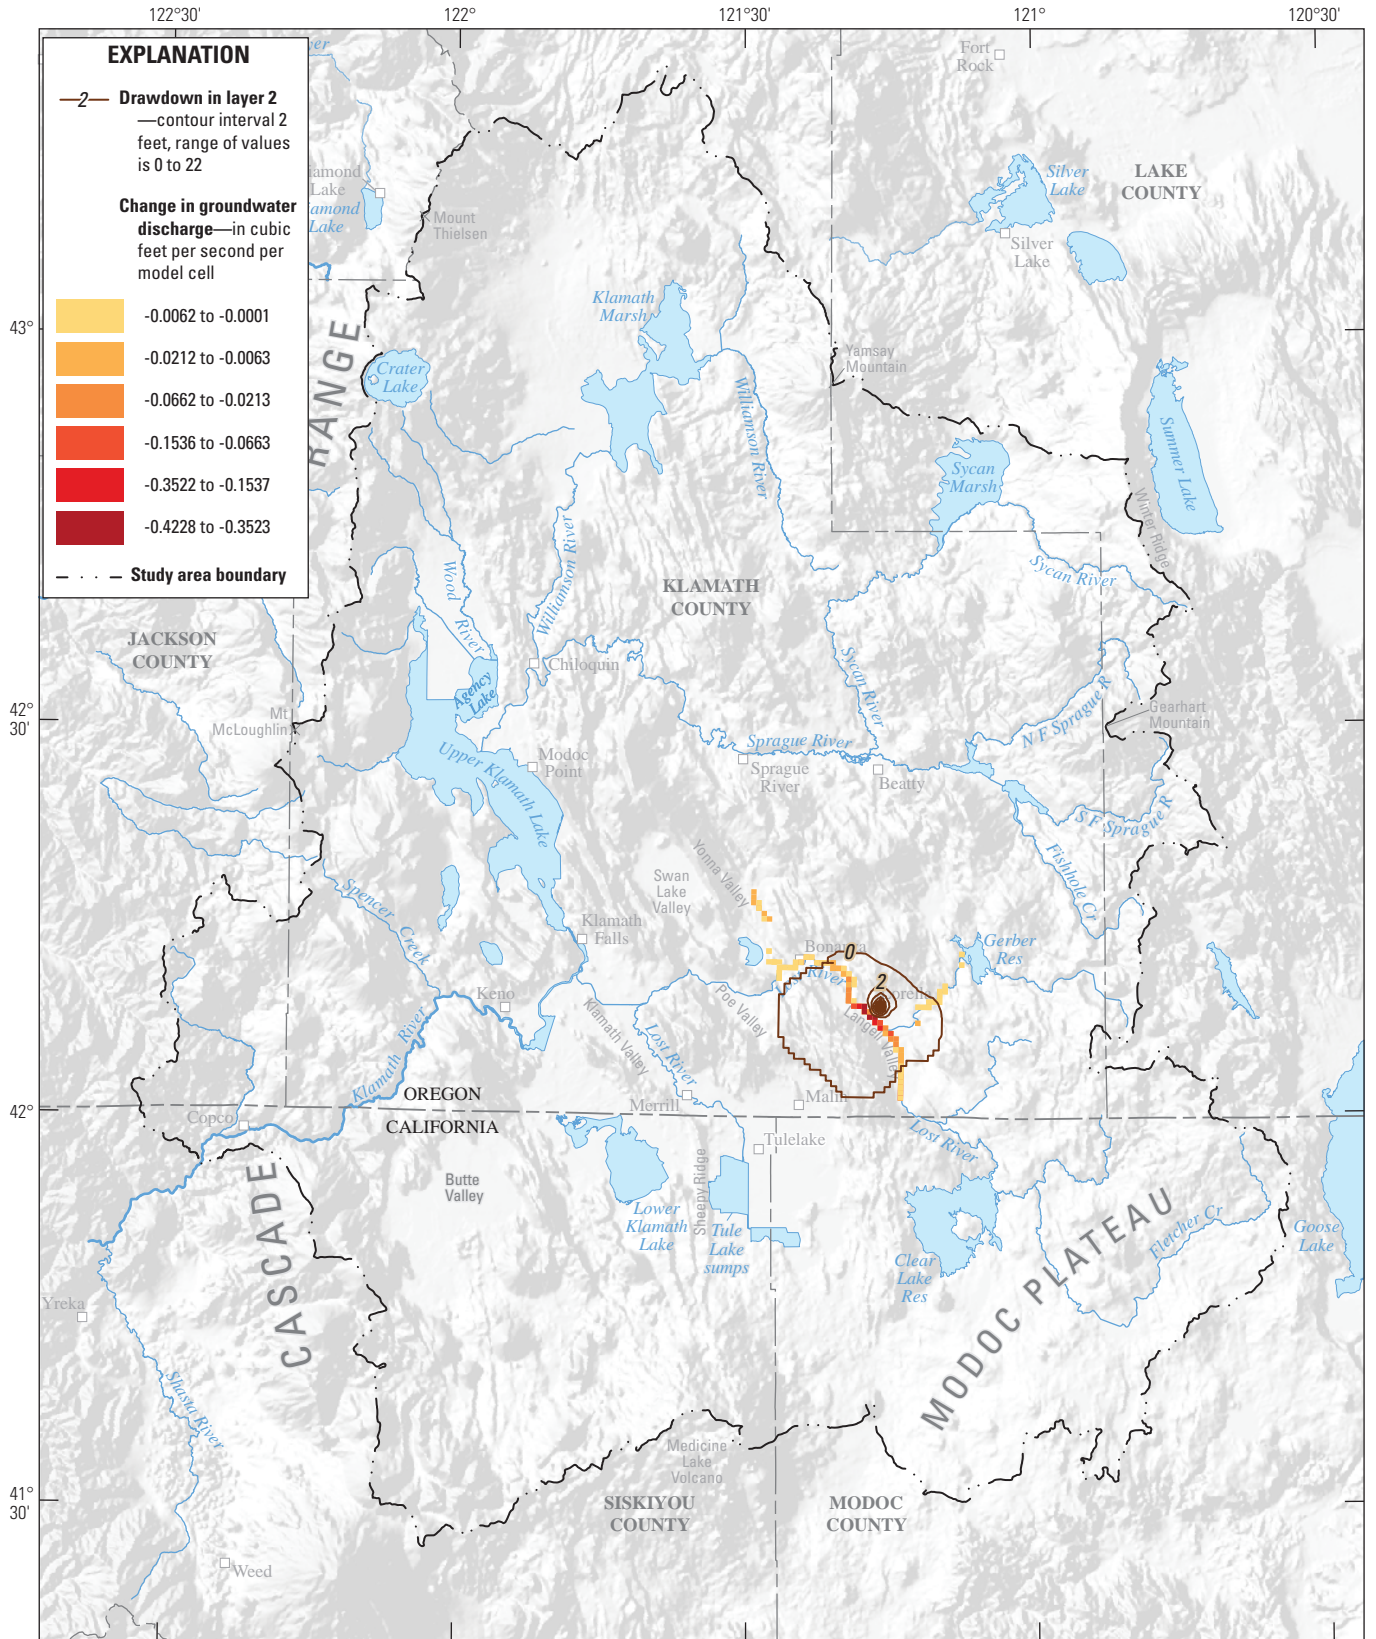 122°30'
122°
121°30'
121°
120°30'
EXPLANATION
2
Drawdown in layer 2
—contour interval 2
feet, range of values
is 0 to 22
Change in groundwater
discharge—in cubic
feet per second per
model cell
-0.0062 to -0.0001
-0.0212 to -0.0063
-0.0662 to -0.0213
-0.1536 to -0.0663
-0.3522 to -0.1537
-0.4228 to -0.3523
Study area boundary
Fort
Rock
Silver
Lake
LAKE
COUNTY
Silver
Lake
iamond
Lake
iamond
Lake
Mount
Thielsen
Klamath
Marsh
43°
Crater
Lake
RANGE
Yamsay
Mountain
Williamson River
Summer Lake
Sycan
Marsh
Winter Ridge
Sycan River
Wood
River
Williamson River
KLAMATH
COUNTY
JACKSON
COUNTY
Chiloquin
Agency
Lake
Sycan River
N F Sprague R
Gearhart
Mountain
Mt
McLoughlin
42°
30'
Upper Klamath Lake
Modoc
Point
Sprague River
Sprague
River
Beatty
S F Sprague R
Fishhole Cr
Yonna Valley
Swan
Lake
Valley
Spencer
Creek
Klamath
Falls
Bonanza
0
Gerber
Res
River
2
orella
Langell Valley
Keno
Poe Valley
Klamath Valley
Lost River
Klamath River
OREGON
CALIFORNIA
42°
Merrill
Malin
Copco
Tulelake
Lost River
Butte
Valley
Sheepy Ridge
Lower
Klamath
Lake
Tule
Lake
sumps
Clear
Lake
Res
Fletcher Cr
Goose
Lake
CASCADE
MODOC PLATEAU
Yreka
Shasta River
Medicine
Lake
Volcano
41°
30'
SISKIYOU
COUNTY
MODOC
COUNTY
Weed